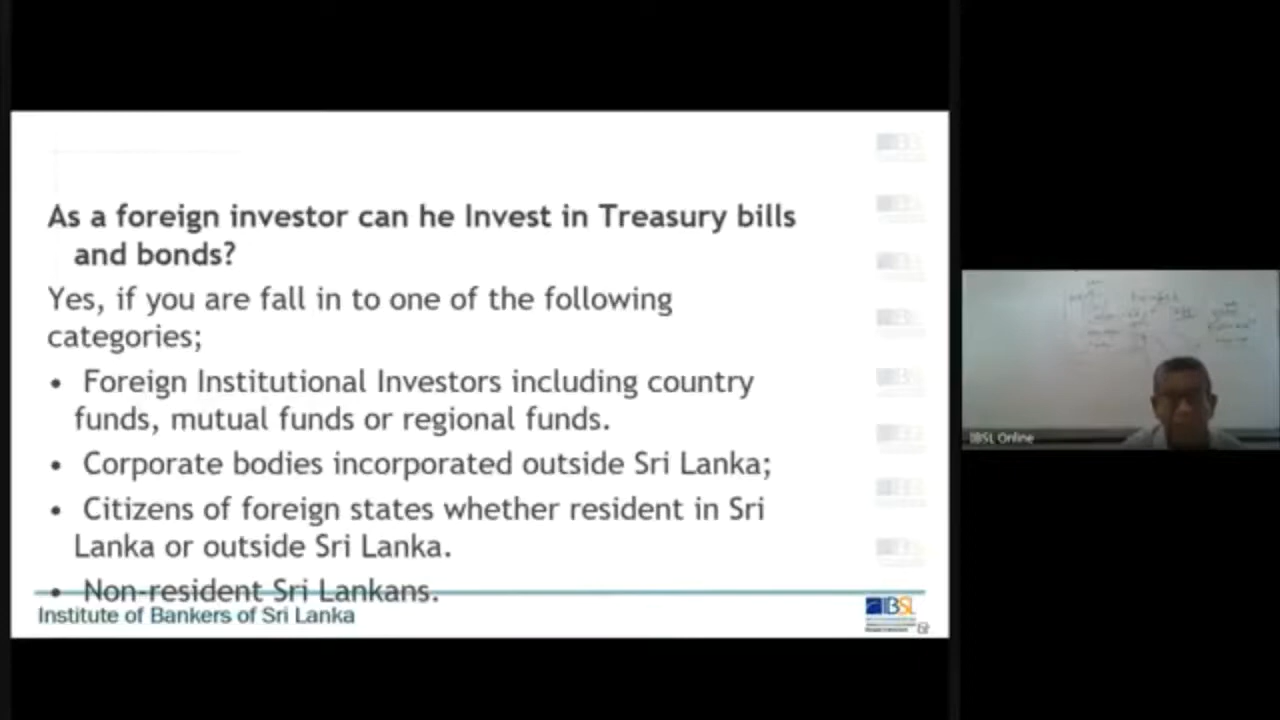 As a foreign investor can he Invest in Treasury bills
and bonds?
Yes, if you are fall in to one of the following
categories;
• Foreign Institutional Investors including country
funds, mutual funds or regional funds.
• Corporate bodies incorporated outside Sri Lanka;
• Citizens of foreign states whether resident in Sri
Lanka or outside Sri Lanka.
• Non-resident Sri Lankans.
Institute of Bankers of Sri Lanka
IBSL
IBSL Online